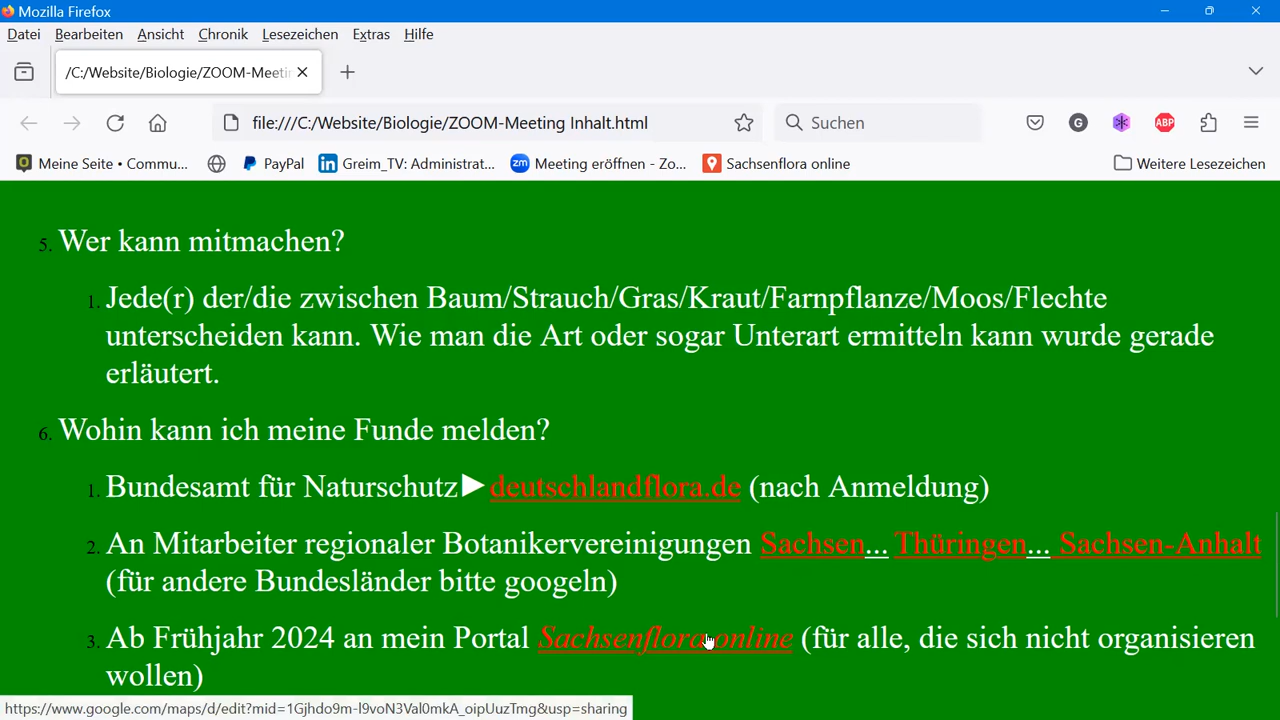 Mozilla Firefox
Datei Bearbeiten Ansicht Chronik Lesezeichen Extras Hilfe
/C:/Website/Biologie/ZOOM-Meeti
file:///C:/Website/Biologie/ZOOM-Meeting Inhalt.html
Suchen
G
ABP
Meine Seite • Commu...
PayPal
in Greim_TV: Administrat...
zm Meeting eröffnen - Zo...
Sachsenflora online
Weitere Lesezeichen
5. Wer kann mitmachen?
1. Jede(r) der/die zwischen Baum/Strauch/Gras/Kraut/Farnpflanze/Moos/Flechte
unterscheiden kann. Wie man die Art oder sogar Unterart ermitteln kann wurde gerade
erläutert.
6. Wohin kann ich meine Funde melden?
1. Bundesamt für Naturschutz►deutschlandflora.de (nach Anmeldung)
2. An Mitarbeiter regionaler Botanikervereinigungen Sachsen... Thüringen... Sachsen-Anhalt
(für andere Bundesländer bitte googeln)
3. Ab Frühjahr 2024 an mein Portal Sachsenflora online (für alle, die sich nicht organisieren
wollen)
https://www.google.com/maps/d/edit?mid=1Gjhdo9m-l9voN3Val0mkA_oipUuzTmg&usp=sharing